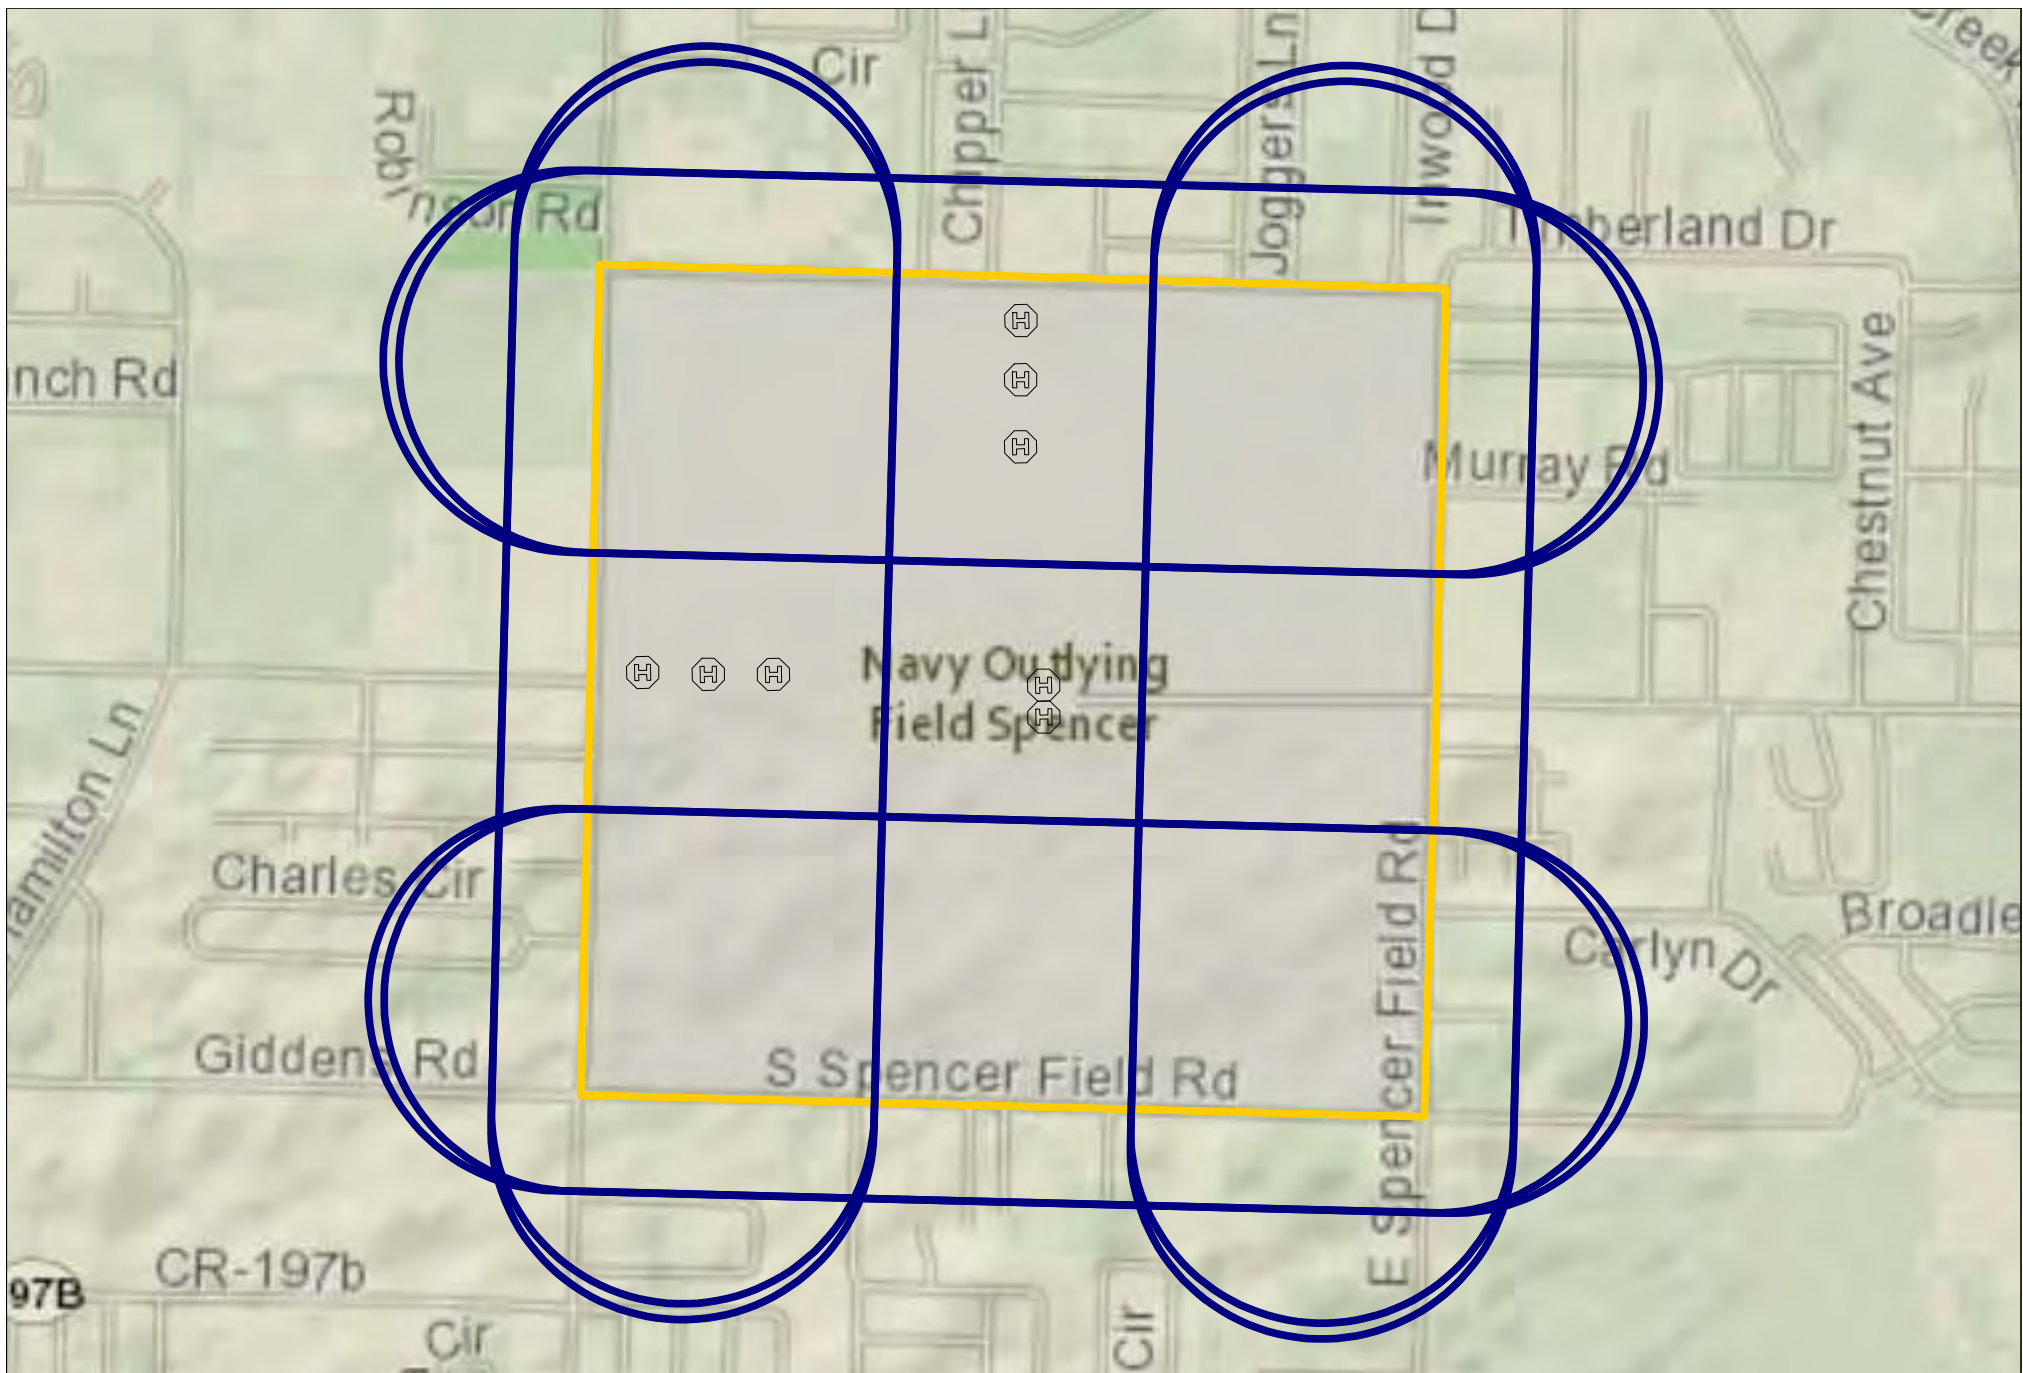 Creek
Cir
Chipper L
Joggers Ln
Inwood D
Robinson Rd
Timberland Dr
nch Rd
Chestnut Ave
Murray Rd
H
H
H
Navy Outlying
Field Spencer
H
H
H
H
H
Hamilton Ln
Charles Cir
Broadle
Carlyn Dr
E Spencer Field Rd
Giddens Rd
S Spencer Field Rd
CR-197b
97B
Cir
Cir